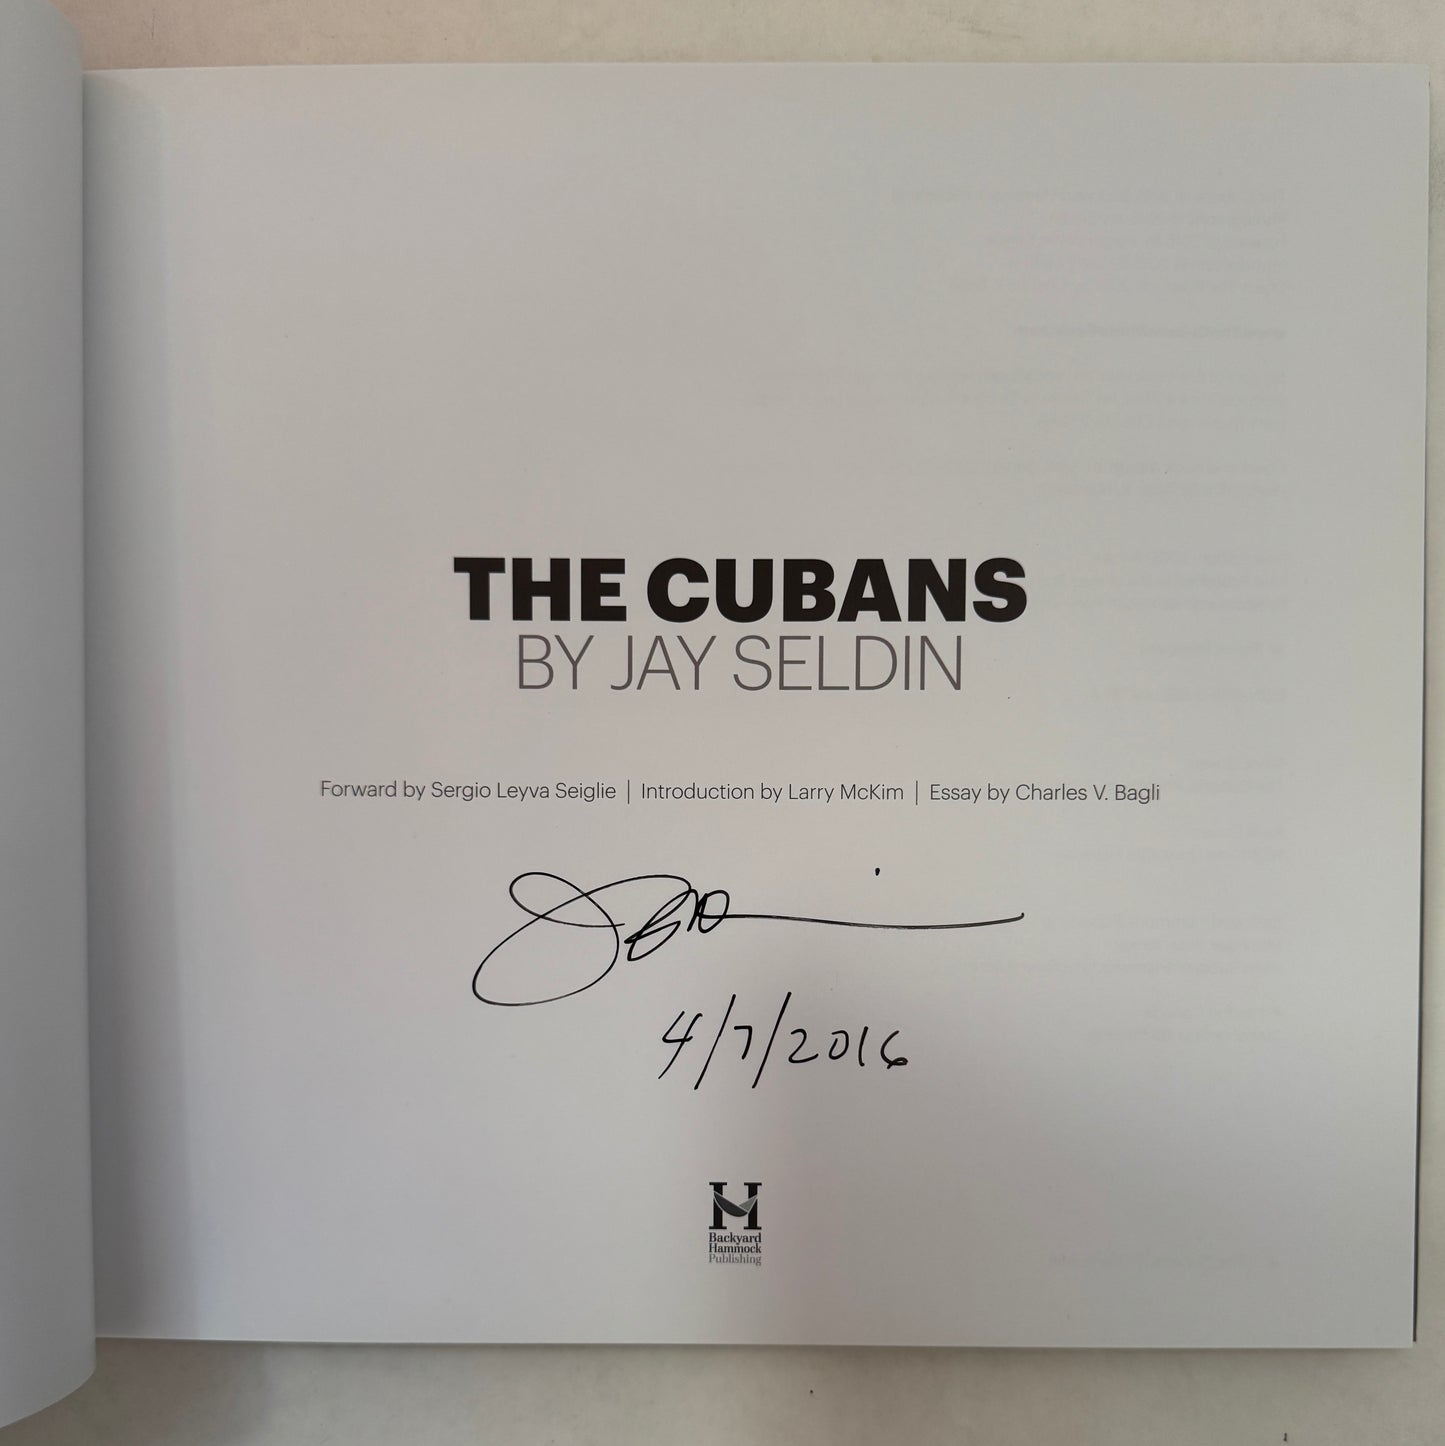 THE CUBANS
BY JAY SELDIN
Forward by Sergio Leyva Seiglie | Introduction by Larry McKim | Essay by Charles V. Bagli
4/7/2016
Backyard
Hammock
Publishing